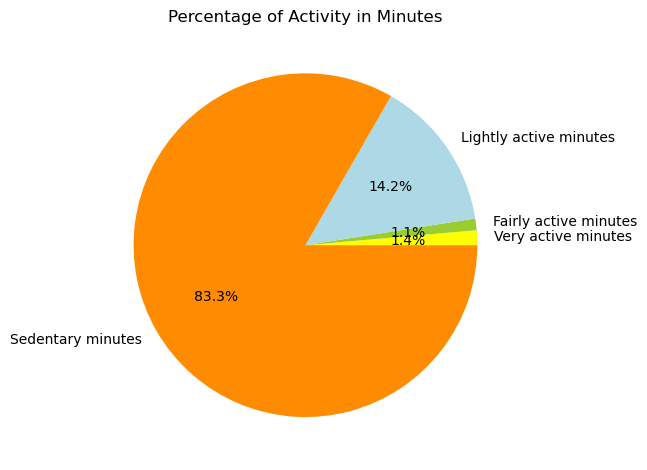 Percentage of Activity in Minutes
Lightly active minutes
14.2%
Fairly active minutes
1.1%
Very active minutes
1.4%
83.3%
Sedentary minutes